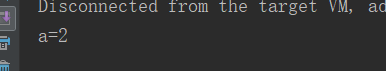 Disconnected from the target VM, ad
a=2